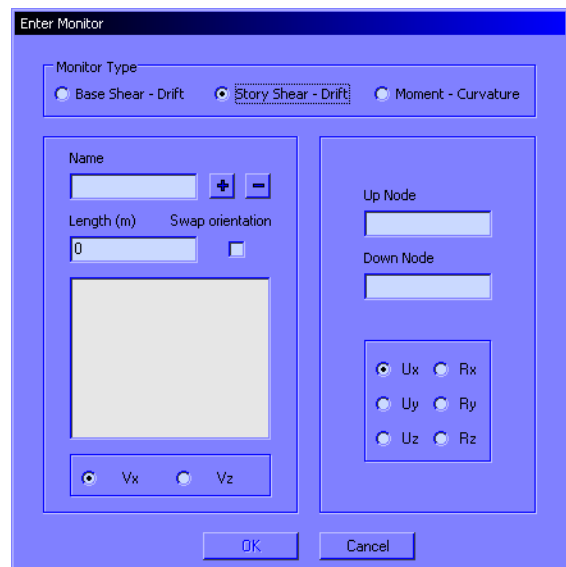 Enter Monitor
Monitor Type
Base Shear - Drift Story Shear - Drift Moment - Curvature
Name
+ -
Length (m) Swap orientation
0
Vx Vz
Up Node
Down Node
Ux Rx
Uy Ry
Uz Rz
OK Cancel